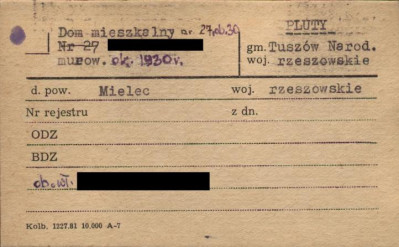 Dom mieszkalny nr 27,ob.30
Nr 27
murow. ok. 1930 r.
PLUTY
gm. Tuszów Narod.
woj. rzeszowskie
d. pow. Mielec woj. rzeszowskie
Nr rejestru z dn.
ODZ
BDZ
ob. wł.
Kolb. 1227.81 10.000 A-7